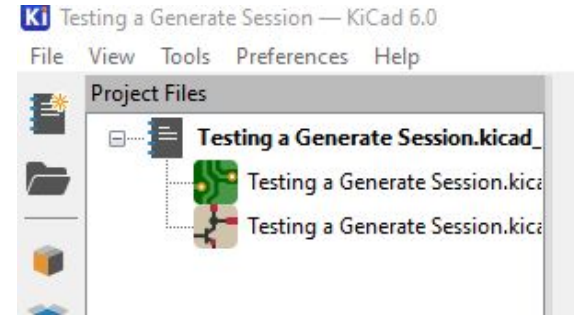 Ki Testing a Generate Session — KiCad 6.0
File View Tools Preferences Help
Project Files
Testing a Generate Session.kicad_
Testing a Generate Session.kica
Testing a Generate Session.kica